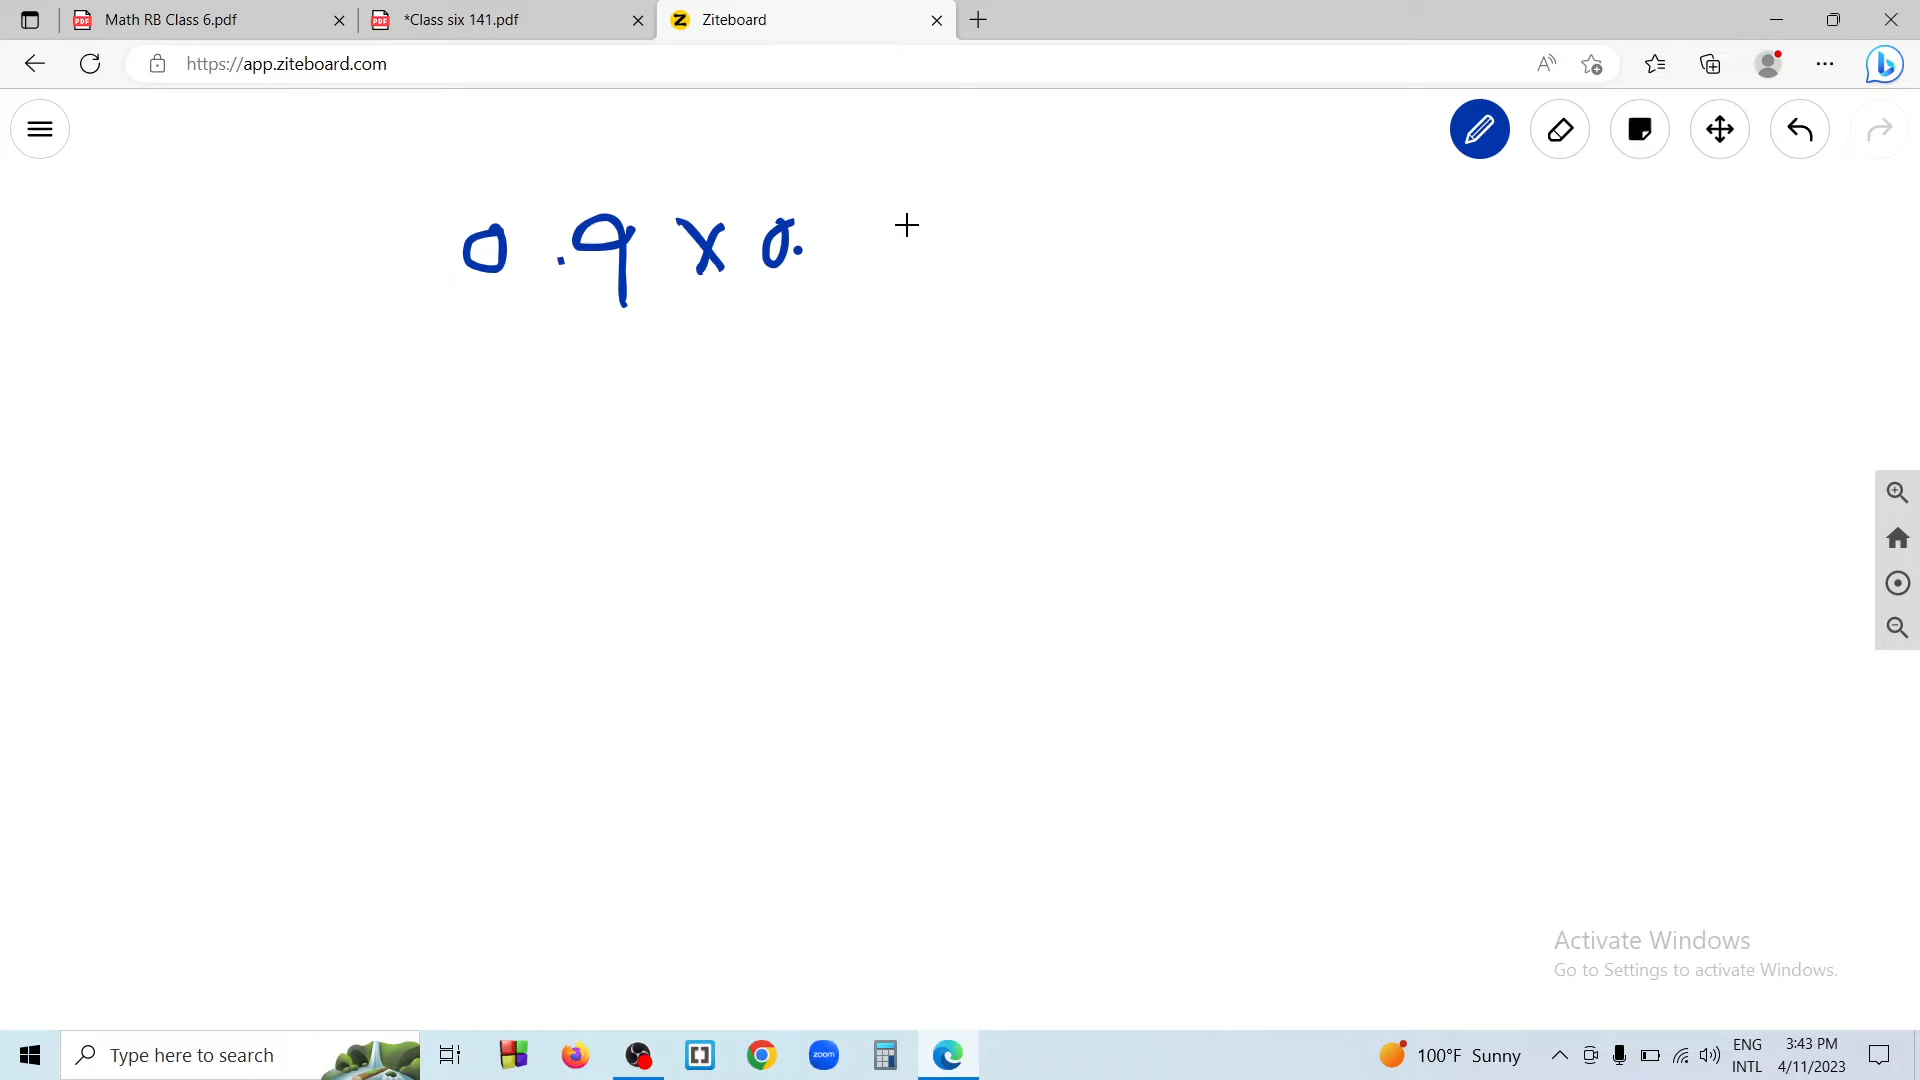 Math RB Class 6.pdf
*Class six 141.pdf
Ziteboard
https://app.ziteboard.com
0.9 x 0.
Activate Windows
Go to Settings to activate Windows.
Type here to search
zoom
100°F Sunny
ENG
INTL
3:43 PM
4/11/2023